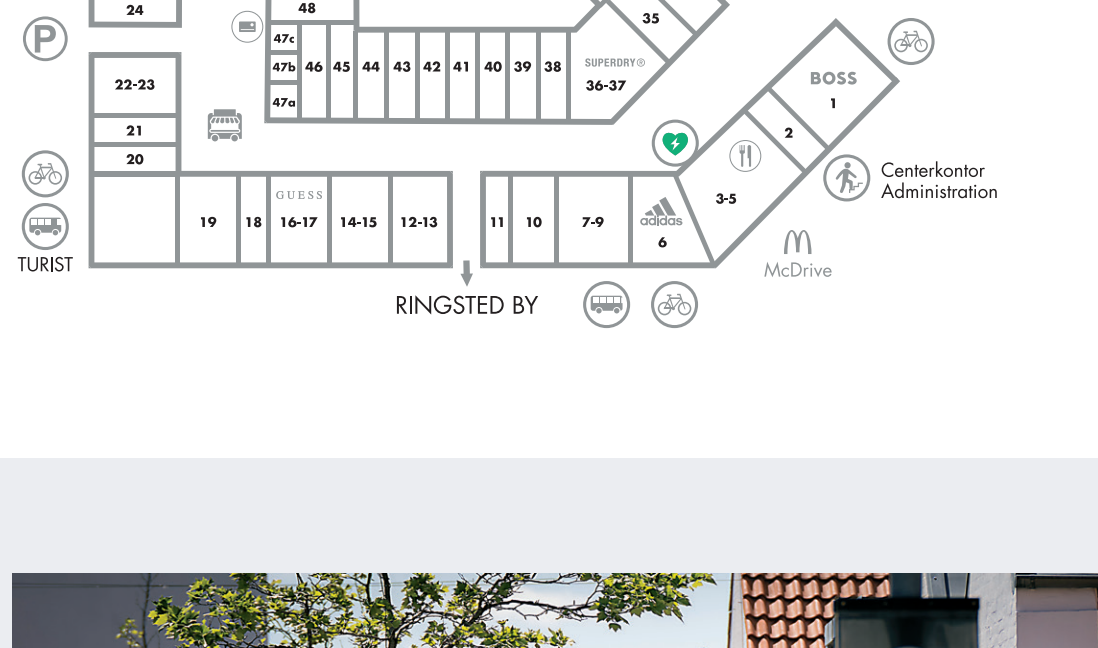 24
48
35
P
47c
47b
47a
46
45
44
43
42
41
40
39
38
SUPERDRY®
36-37
BOSS
1
22-23
21
20
2
3-5
Centerkontor
Administration
TURIST
19
18
GUESS
16-17
14-15
12-13
11
10
7-9
adidas
6
McDrive
RINGSTED BY